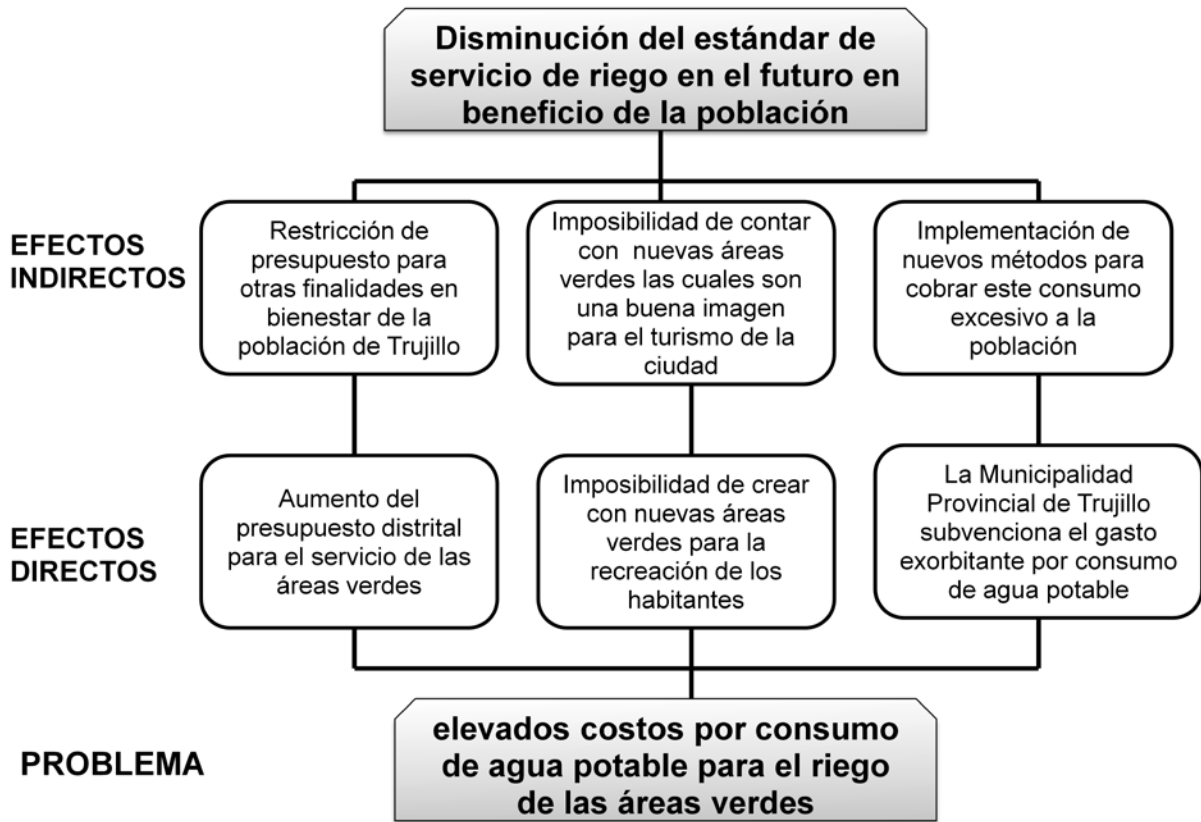 Disminución del estándar de
servicio de riego en el futuro en
beneficio de la población
EFECTOS
INDIRECTOS
Restricción de
presupuesto para
otras finalidades en
bienestar de la
población de Trujillo
Imposibilidad de contar
con nuevas áreas
verdes las cuales son
una buena imagen
para el turismo de la
ciudad
Implementación de
nuevos métodos para
cobrar este consumo
excesivo a la
población
EFECTOS
DIRECTOS
Aumento del
presupuesto distrital
para el servicio de las
áreas verdes
Imposibilidad de crear
con nuevas áreas
verdes para la
recreación de los
habitantes
La Municipalidad
Provincial de Trujillo
subvenciona el gasto
exorbitante por consumo
de agua potable
PROBLEMA
elevados costos por consumo
de agua potable para el riego
de las áreas verdes